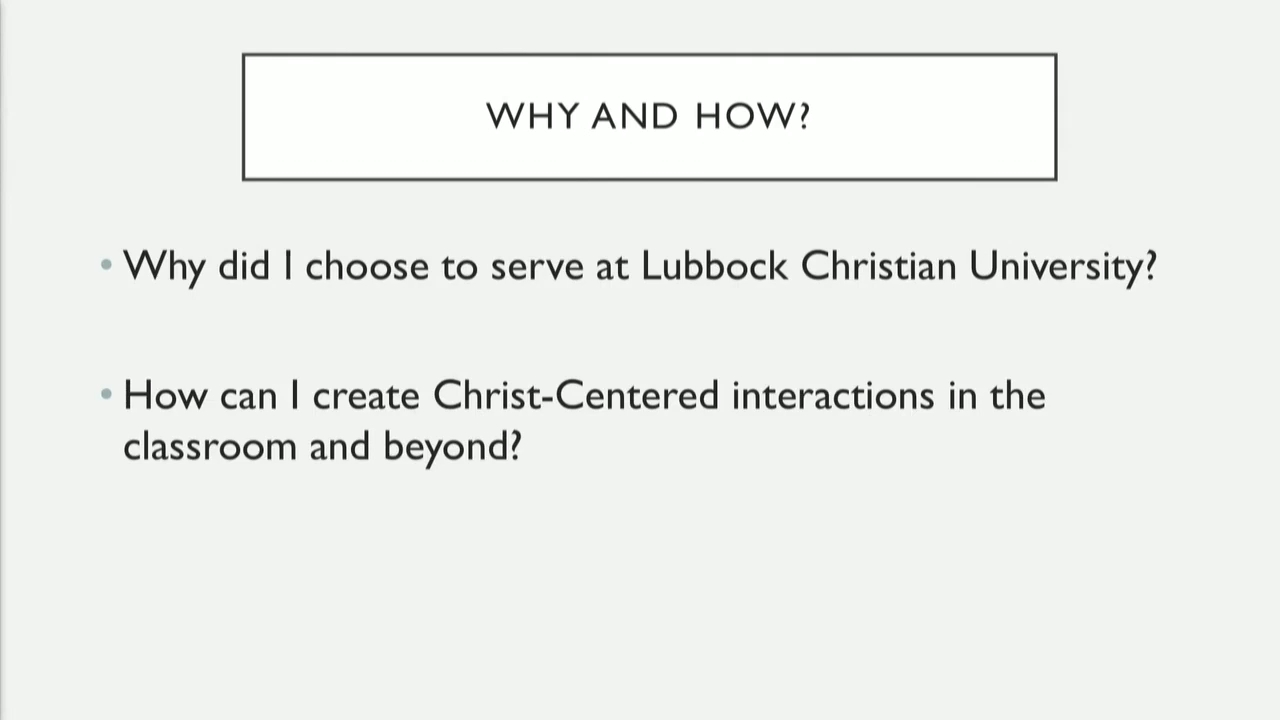 WHY AND HOW?
• Why did I choose to serve at Lubbock Christian University?
• How can I create Christ-Centered interactions in the
classroom and beyond?